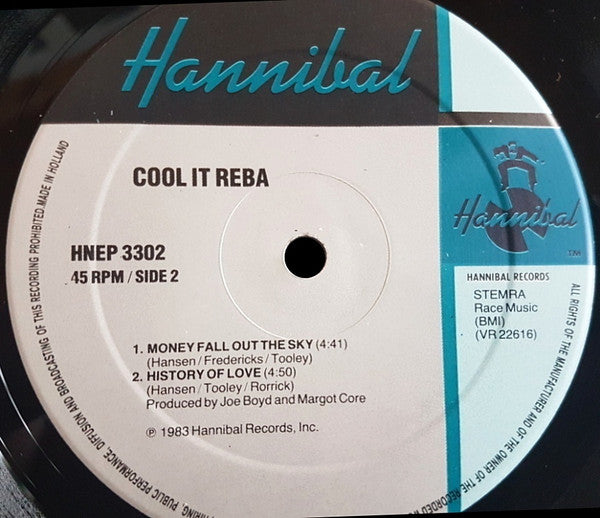 Hannibal
COOL IT REBA
HNEP 3302
45 RPM / SIDE 2
Hannibal
TM
HANNIBAL RECORDS
STEMRA
Race Music
(BMI)
(VR 22616)
1. MONEY FALL OUT THE SKY (4:41)
(Hansen/Fredericks/Tooley)
2. HISTORY OF LOVE (4:50)
(Hansen/Tooley/Rorrick)
Produced by Joe Boyd and Margot Core
℗ 1983 Hannibal Records, Inc.
ALL RIGHTS OF THE MANUFACTURER AND OF THE OWNER OF THE RECORDED
PUBLIC PERFORMANCE, DIFFUSION AND BROADCASTING OF THIS RECORDING PROHIBITED. MADE IN HOLLAND